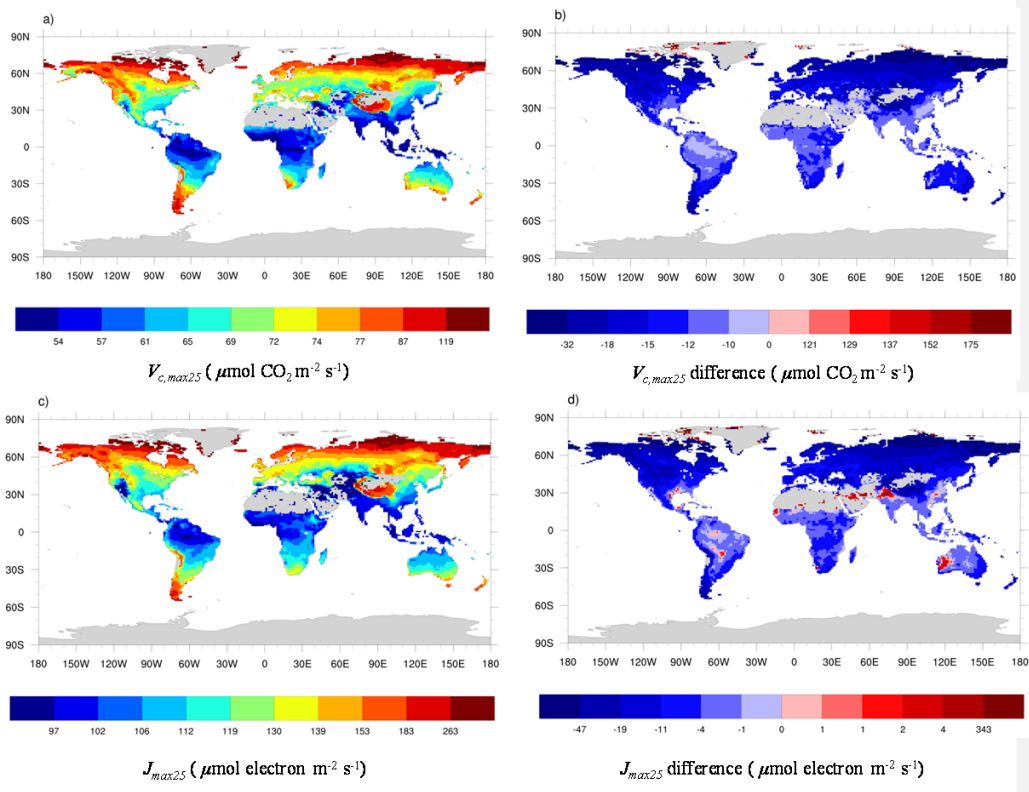 a)
90N
60N
30N
0
30S
60S
90S
180 150W 120W 90W 60W 30W 0 30E 60E 90E 120E 150E 180
54 57 61 65 69 72 74 77 87 119
Vc,max25 ( μmol CO2 m-2 s-1)
b)
90N
60N
30N
0
30S
60S
90S
180 150W 120W 90W 60W 30W 0 30E 60E 90E 120E 150E 180
-32 -18 -15 -12 -10 0 121 129 137 152 175
Vc,max25 difference ( μmol CO2 m-2 s-1)
c)
90N
60N
30N
0
30S
60S
90S
180 150W 120W 90W 60W 30W 0 30E 60E 90E 120E 150E 180
97 102 106 112 119 130 139 153 183 263
Jmax25 ( μmol electron m-2 s-1)
d)
90N
60N
30N
0
30S
60S
90S
180 150W 120W 90W 60W 30W 0 30E 60E 90E 120E 150E 180
-47 -19 -11 -4 -1 0 1 1 2 4 343
Jmax25 difference ( μmol electron m-2 s-1)